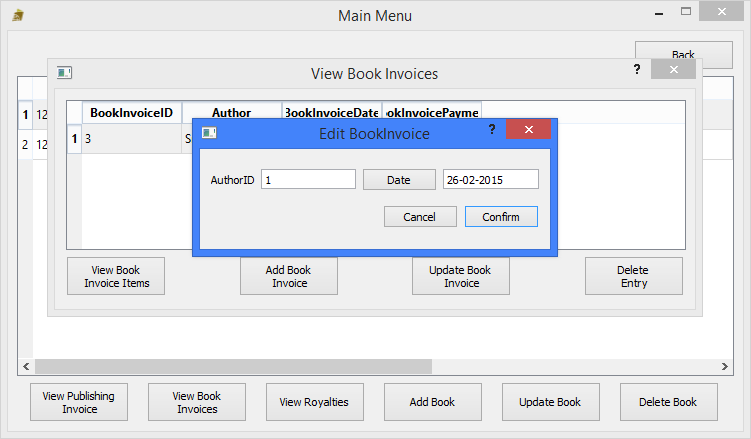 Main Menu
Back
View Book Invoices
?
BookInvoiceID Author BookInvoiceDate
1 3 S
1 12
2 12
Edit BookInvoice
?
AuthorID 1 Date 26-02-2015
Cancel Confirm
View Book
Invoice Items
Add Book
Invoice
Update Book
Invoice
Delete
Entry
View Publishing
Invoice
View Book
Invoices
View Royalties
Add Book
Update Book
Delete Book